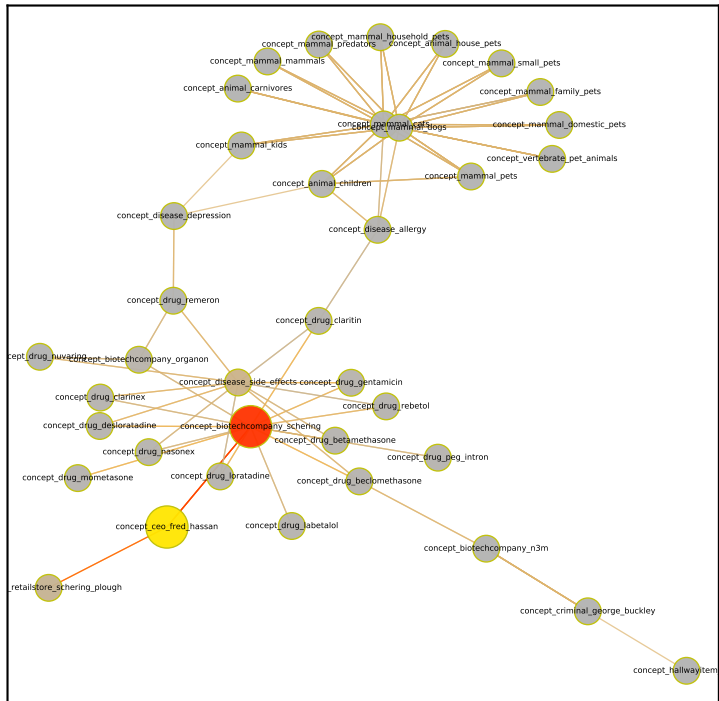 concept_mammal_household_pets
concept_mammal_predators
concept_animal_house_pets
concept_mammal_mammals
concept_mammal_small_pets
concept_animal_carnivores
concept_mammal_family_pets
concept_mammal_cats
concept_mammal_dogs
concept_mammal_domestic_pets
concept_mammal_kids
concept_vertebrate_pet_animals
concept_mammal_pets
concept_animal_children
concept_disease_depression
concept_disease_allergy
concept_drug_remeron
concept_drug_claritin
cept_drug_nuvaring
concept_biotechcompany_organon
concept_disease_side_effects
concept_drug_gentamicin
concept_drug_clarinex
concept_drug_rebetol
concept_drug_desloratadine
concept_biotechcompany_schering
concept_drug_betamethasone
concept_drug_nasonex
concept_drug_peg_intron
concept_drug_mometasone
concept_drug_loratadine
concept_drug_beclomethasone
concept_ceo_fred_hassan
concept_drug_labetalol
concept_biotechcompany_n3m
_retailstore_schering_plough
concept_criminal_george_buckley
concept_hallwayitem